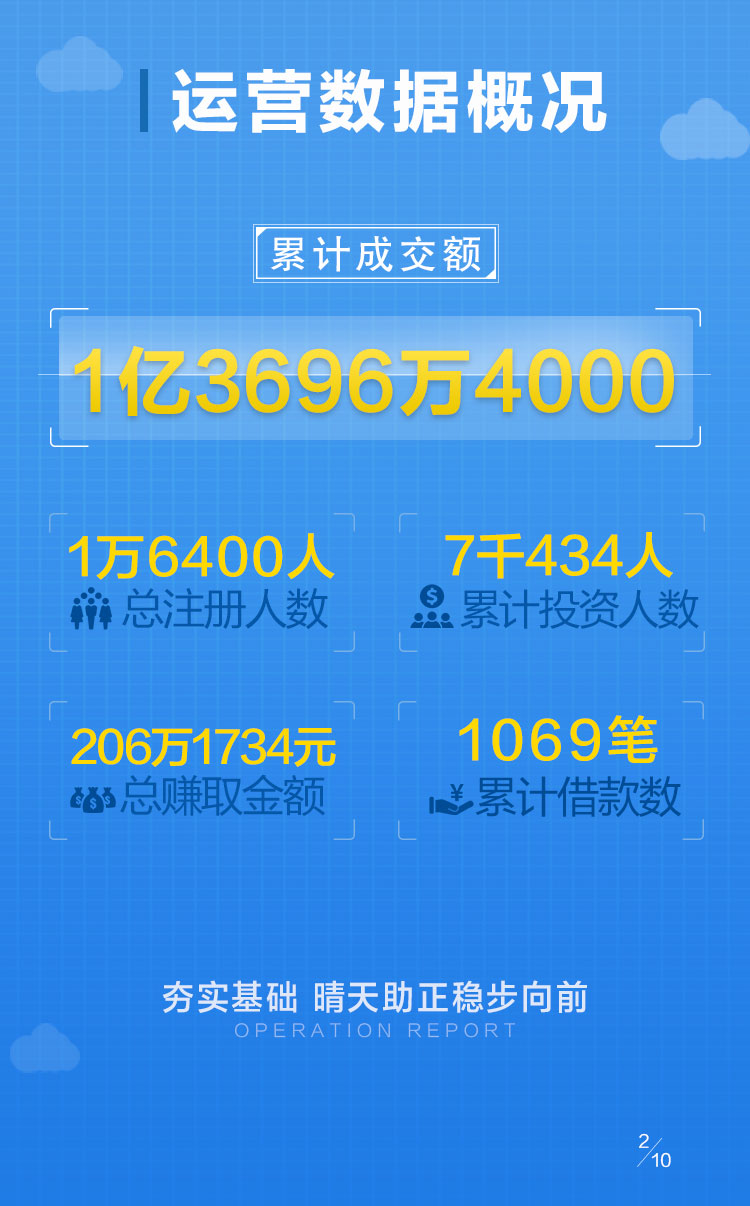 运营数据概况
累计成交额
1亿3696万4000
1万6400人
总注册人数
7千434人
累计投资人数
206万1734元
总赚取金额
1069笔
累计借款数
夯实基础 晴天助正稳步向前
OPERATION REPORT
2/10